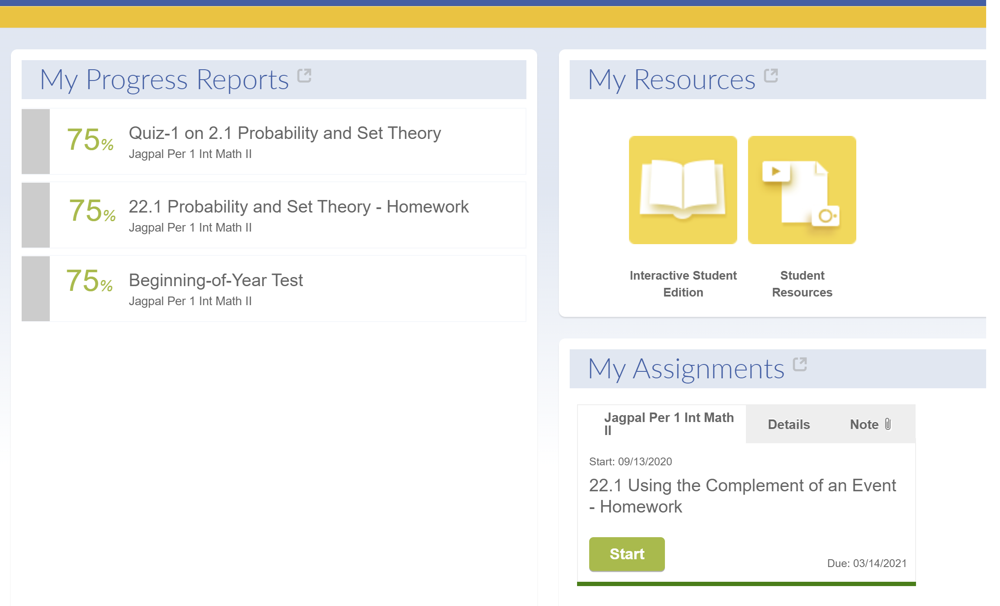 My Progress Reports
75%
Quiz-1 on 2.1 Probability and Set Theory
Jagpal Per 1 Int Math II
75%
22.1 Probability and Set Theory - Homework
Jagpal Per 1 Int Math II
75%
Beginning-of-Year Test
Jagpal Per 1 Int Math II
My Resources
Interactive Student
Edition
Student
Resources
My Assignments
Jagpal Per 1 Int Math
II
Details
Note
Start: 09/13/2020
22.1 Using the Complement of an Event
- Homework
Start
Due: 03/14/2021